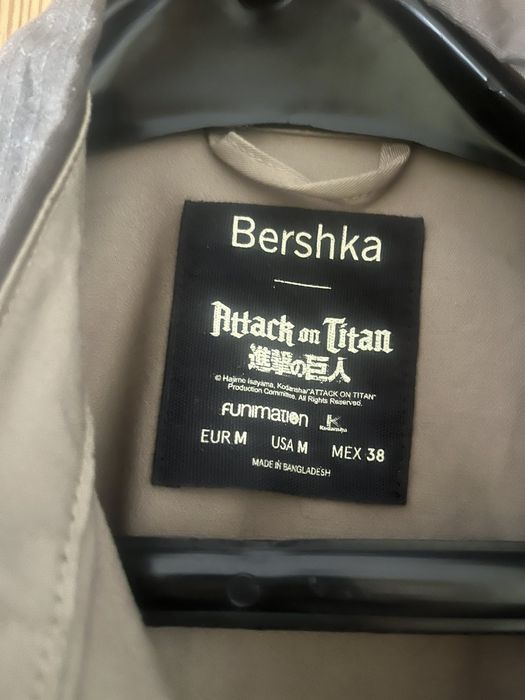 Bershka
Attack on Titan
進撃の巨人
© Hajime Isayama, Kodansha/"ATTACK ON TITAN"
Production Committee. All Rights Reserved.
FUNIMATION
K
Kodansha
EUR M USA M MEX 38
MADE IN BANGLADESH